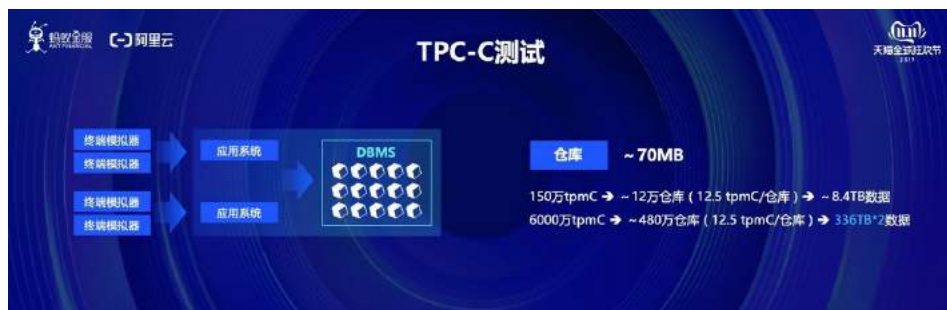 蚂蚁金服
ANT FINANCIAL
阿里云
TPC-C测试
11.11
天猫全球狂欢节
2019
终端模拟器
终端模拟器
终端模拟器
终端模拟器
应用系统
应用系统
DBMS
仓库 ~70MB
150万tpmC → ~12万仓库 ( 12.5 tpmC/仓库 ) → ~8.4TB数据
6000万tpmC → ~480万仓库 ( 12.5 tpmC/仓库 ) → 336TB*2数据